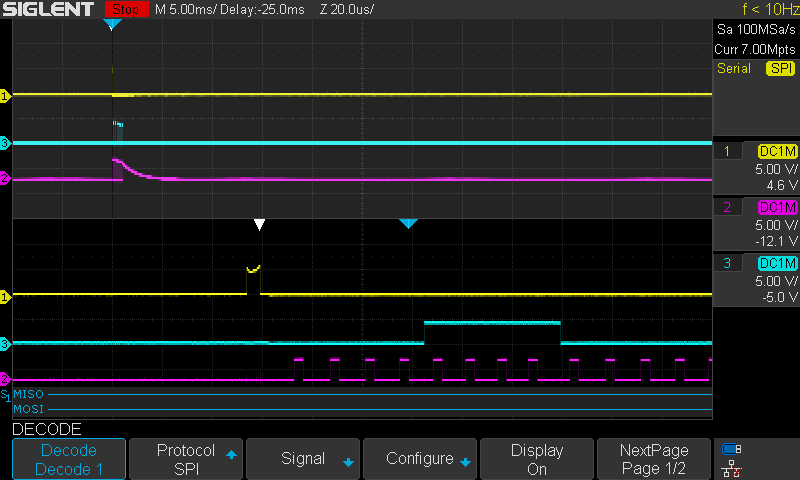 SIGLENT Stop M 5.00ms/ Delay:-25.0ms Z 20.0us/ f < 10Hz
Sa 100MSa/s
Curr 7.00Mpts
Serial SPI
1 DC1M
5.00 V/
4.6 V
2 DC1M
5.00 V/
-12.1 V
3 DC1M
5.00 V/
-5.0 V
1
3
2
1
3
2
S1 MISO
MOSI
DECODE
Decode
Decode 1
Protocol
SPI
Signal
Configure
Display
On
NextPage
Page 1/2